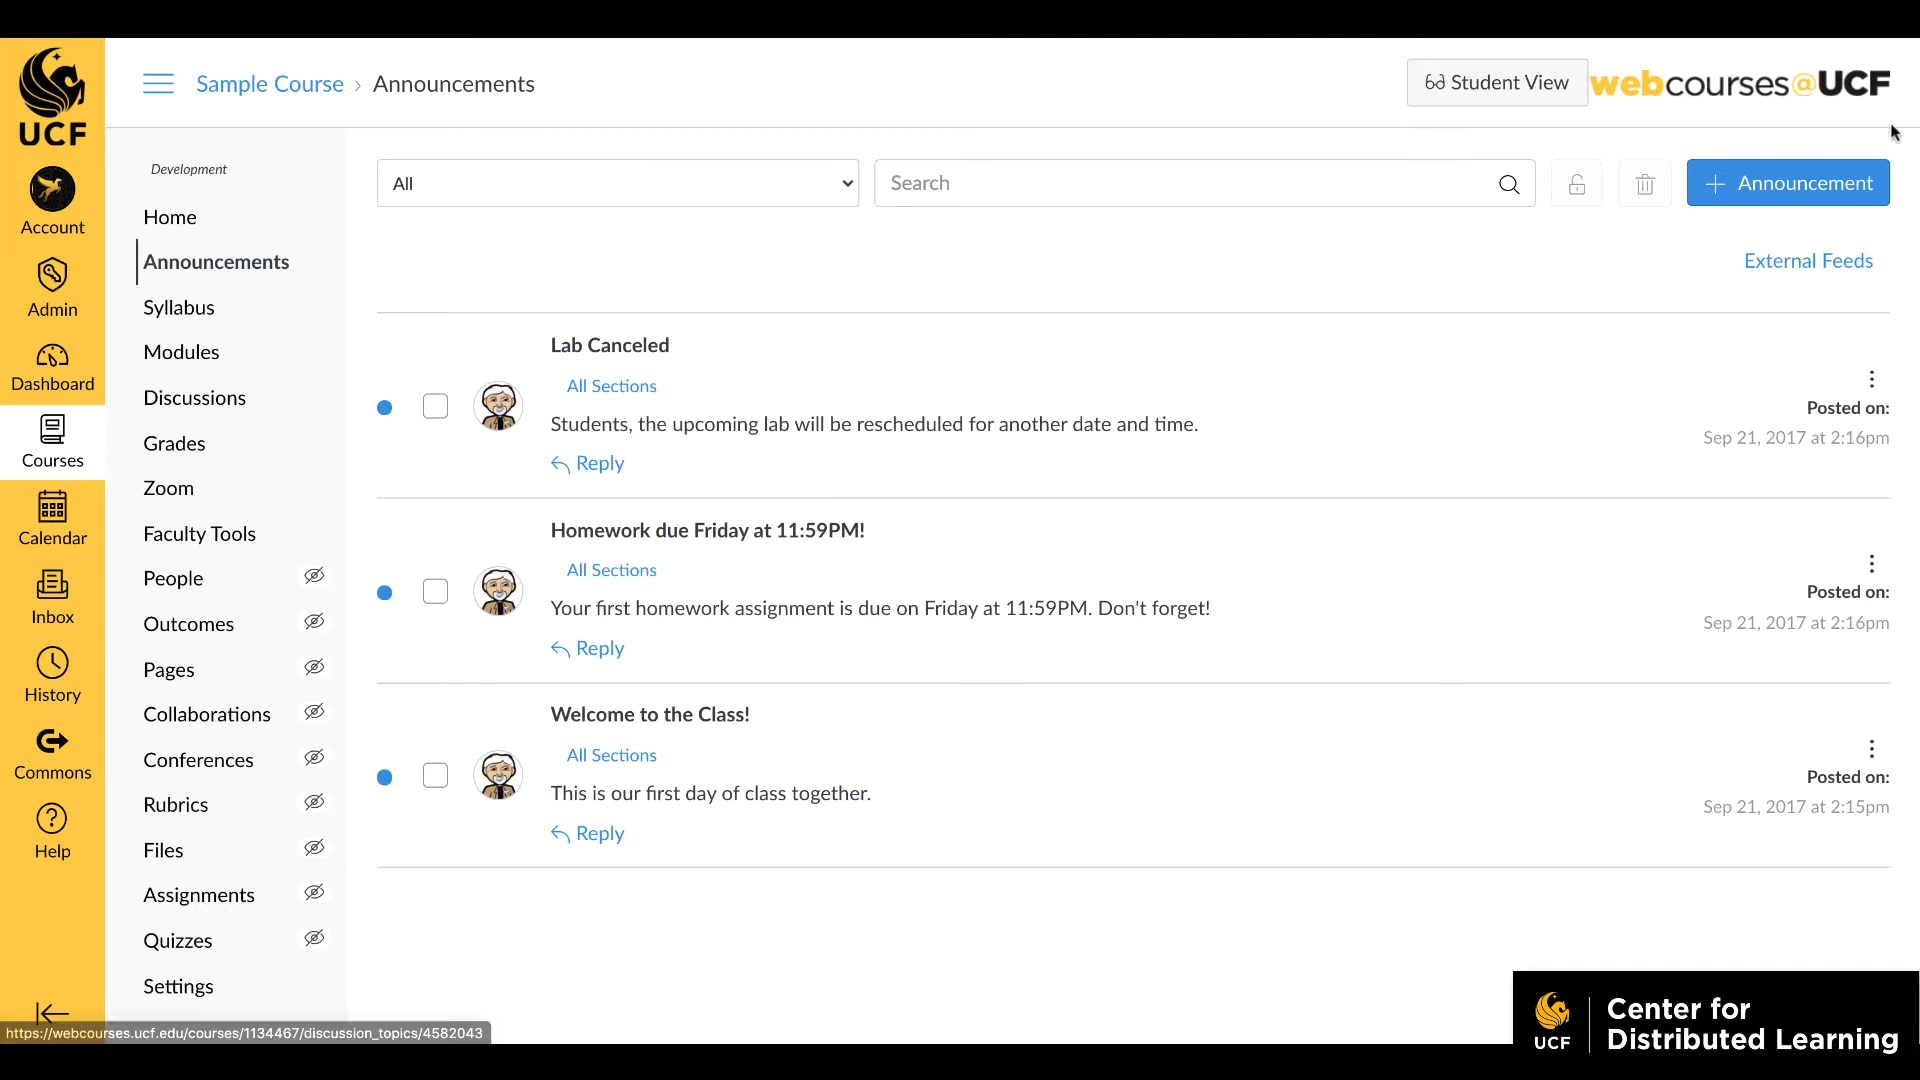 UCF
Account
Admin
Dashboard
Courses
Calendar
Inbox
History
Commons
Help
Sample Course › Announcements
Student View
webcourses@UCF
Development
Home
Announcements
Syllabus
Modules
Discussions
Grades
Zoom
Faculty Tools
People
Outcomes
Pages
Collaborations
Conferences
Rubrics
Files
Assignments
Quizzes
Settings
All
Search
+ Announcement
External Feeds
Lab Canceled
All Sections
Students, the upcoming lab will be rescheduled for another date and time.
Reply
Posted on:
Sep 21, 2017 at 2:16pm
Homework due Friday at 11:59PM!
All Sections
Your first homework assignment is due on Friday at 11:59PM. Don't forget!
Reply
Posted on:
Sep 21, 2017 at 2:16pm
Welcome to the Class!
All Sections
This is our first day of class together.
Reply
Posted on:
Sep 21, 2017 at 2:15pm
https://webcourses.ucf.edu/courses/1134467/discussion_topics/4582043
UCF
Center for
Distributed Learning